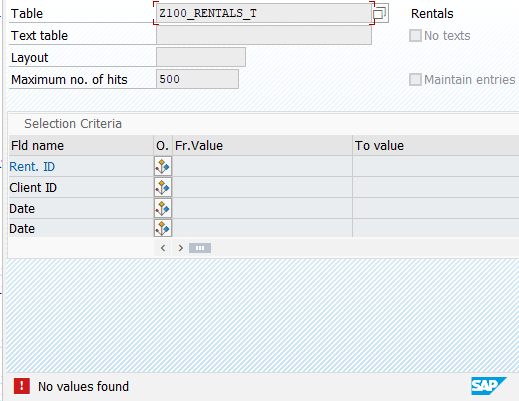 Table Z100_RENTALS_T Rentals
Text table No texts
Layout
Maximum no. of hits 500 Maintain entries
Selection Criteria
Fld name O. Fr.Value To value
Rent. ID
Client ID
Date
Date
! No values found SAP